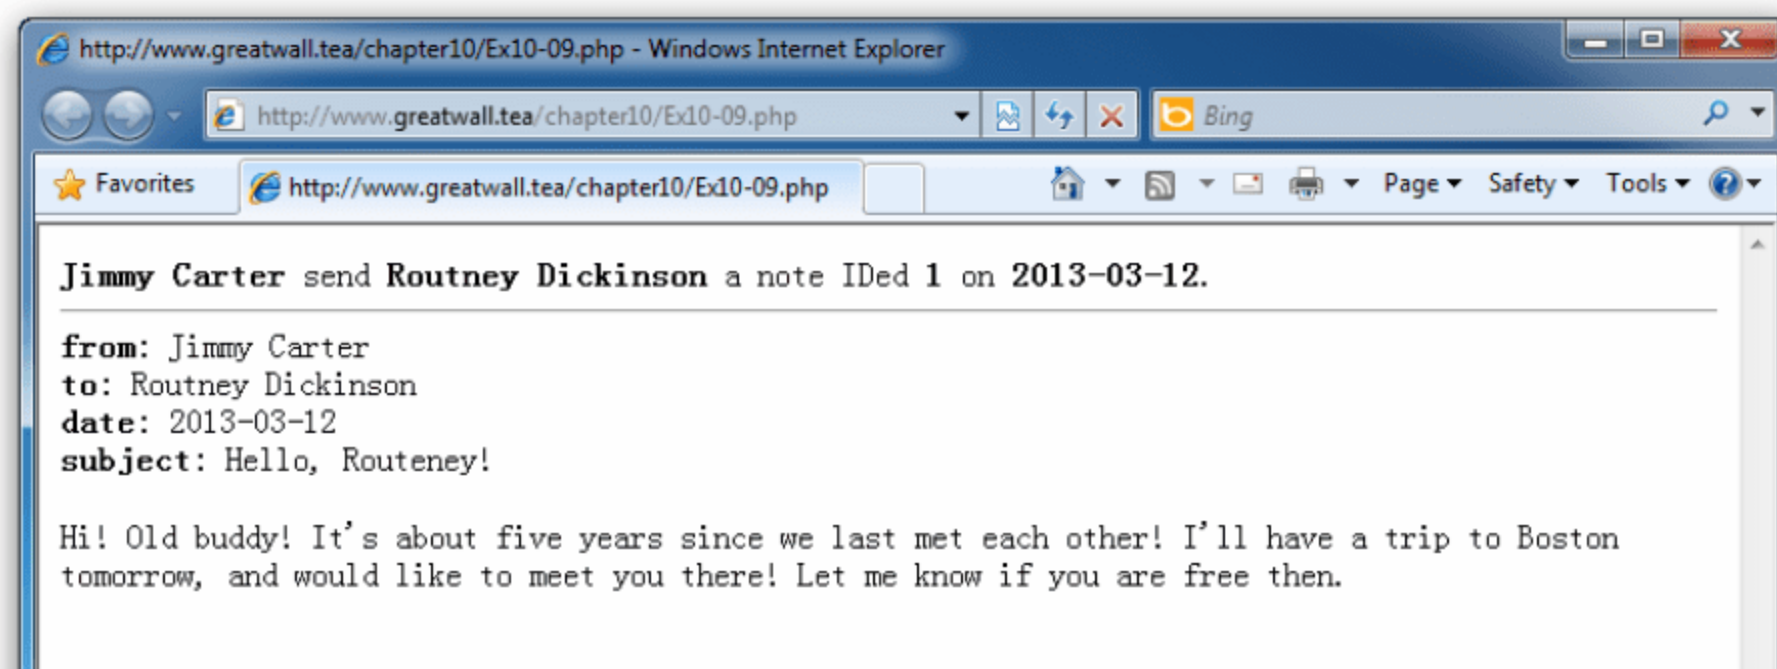 http://www.greatwall.tea/chapter10/Ex10-09.php - Windows Internet Explorer
http://www.greatwall.tea/chapter10/Ex10-09.php Bing
Favorites http://www.greatwall.tea/chapter10/Ex10-09.php Page Safety Tools
Jimmy Carter send Routney Dickinson a note IDed 1 on 2013-03-12.
from: Jimmy Carter
to: Routney Dickinson
date: 2013-03-12
subject: Hello, Routeney!
Hi! Old buddy! It's about five years since we last met each other! I'll have a trip to Boston
tomorrow, and would like to meet you there! Let me know if you are free then.